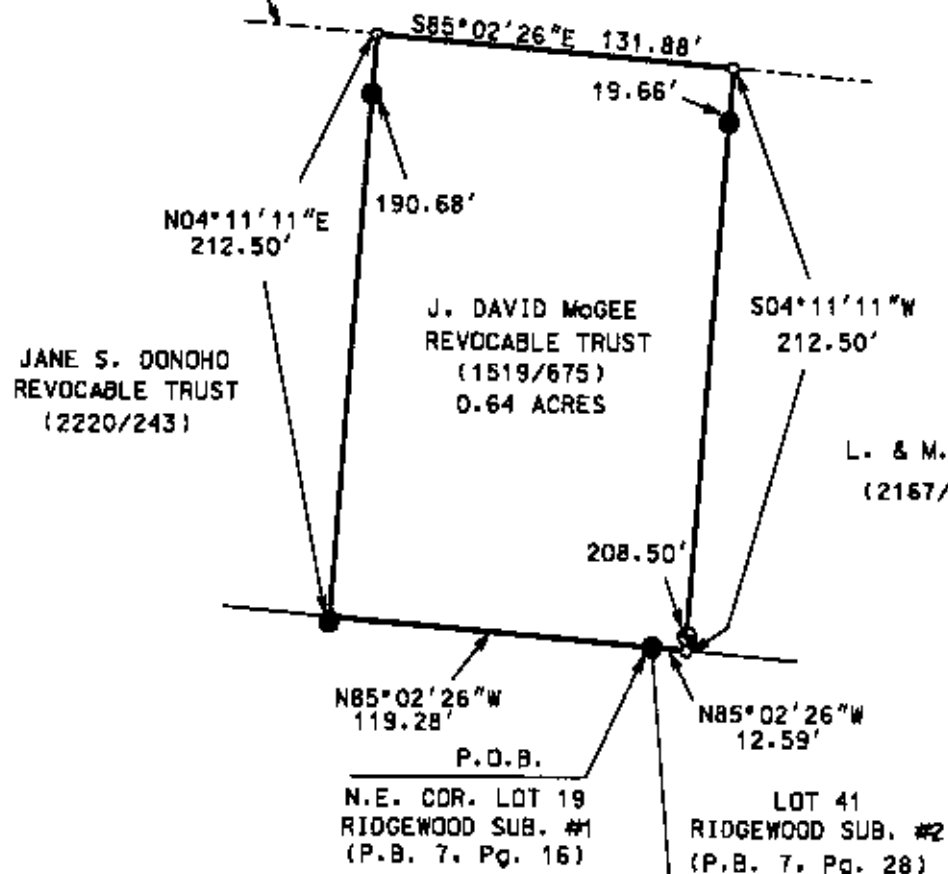 S85°02'26"E 131.88'
19.66'
190.68'
N04°11'11"E
212.50'
J. DAVID McGEE
REVOCABLE TRUST
(1519/675)
0.64 ACRES
S04°11'11"W
212.50'
JANE S. DONOHO
REVOCABLE TRUST
(2220/243)
L. & M.
(2167/
208.50'
N85°02'26"W
119.28'
N85°02'26"W
12.59'
P.O.B.
N.E. COR. LOT 19
RIDGEWOOD SUB. #1
(P.B. 7, Pg. 16)
LOT 41
RIDGEWOOD SUB. #2
(P.B. 7, Pg. 28)